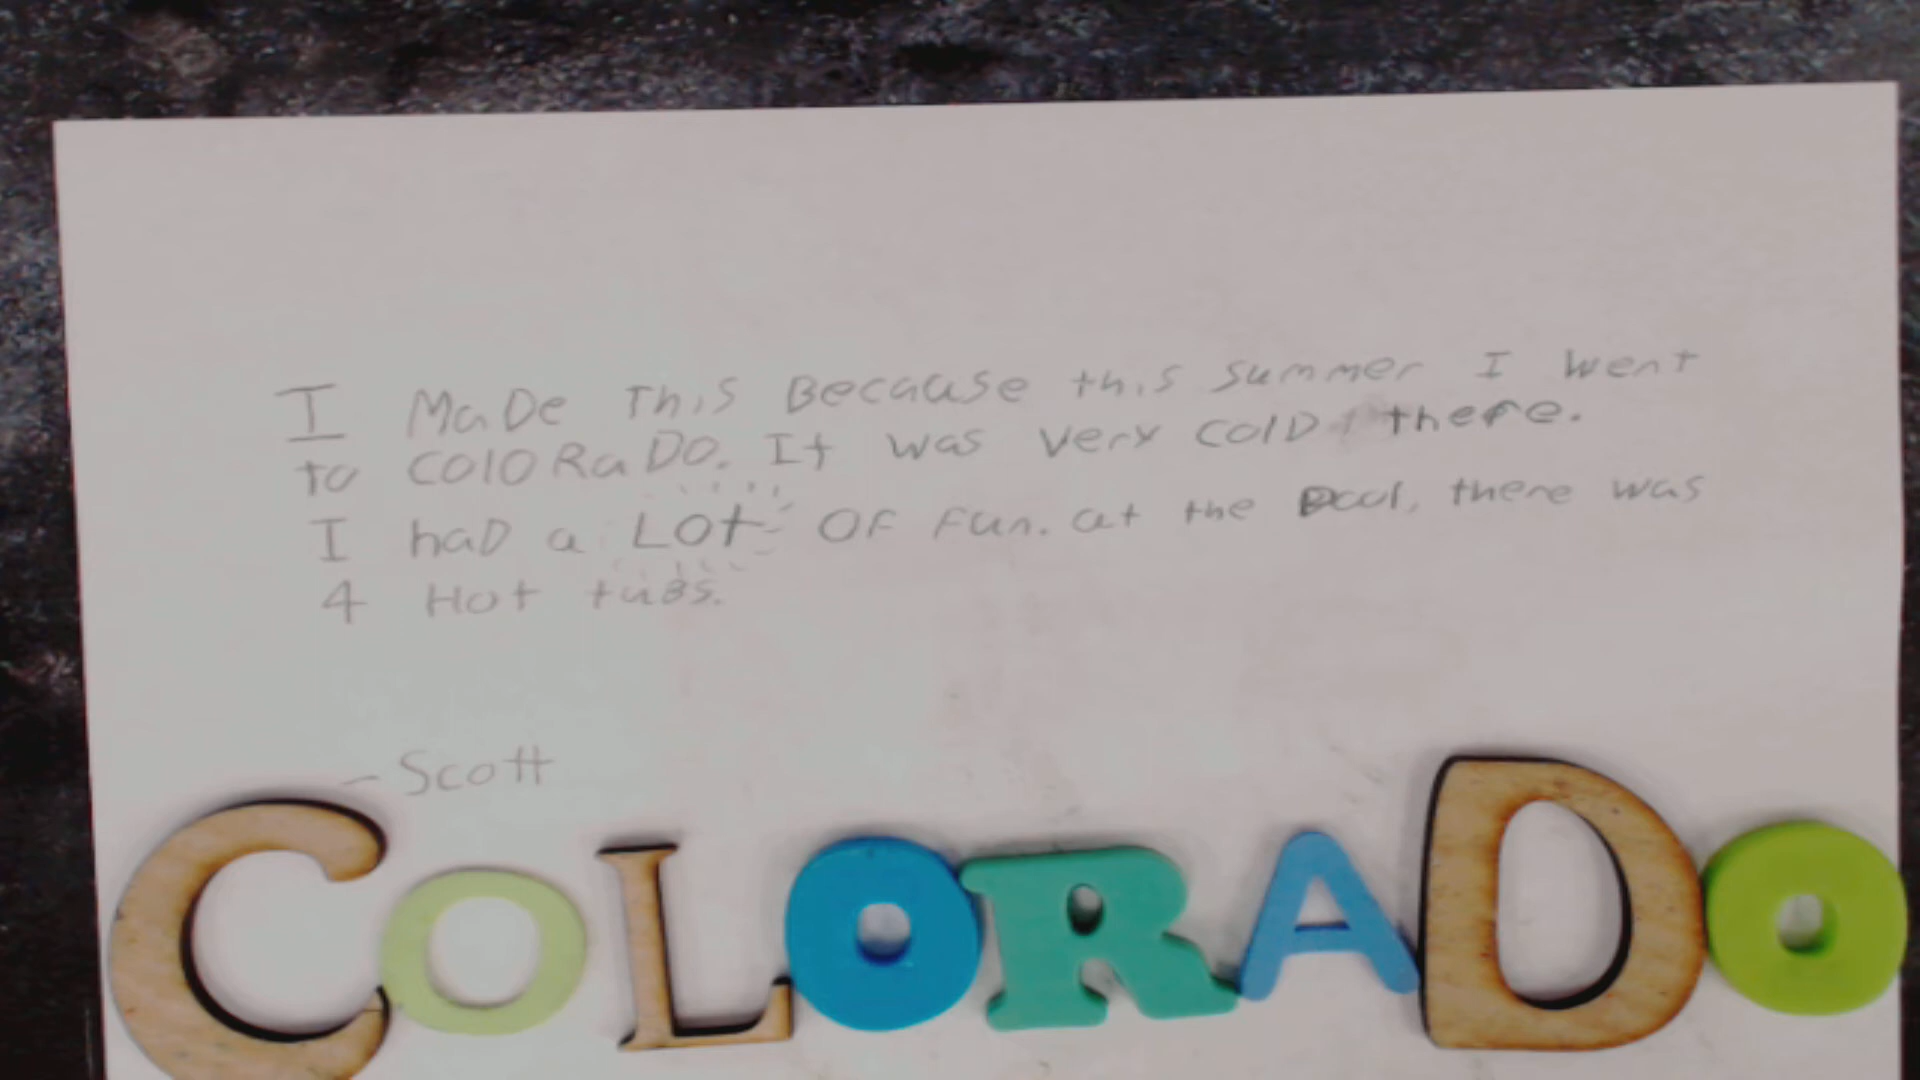 I MaDe This Because this summer I went
to ColORaDo. It was very colD there.
I haD a Lot OF Fun. at the Pool, there was
4 Hot tuBs.
- Scott
COLORADO